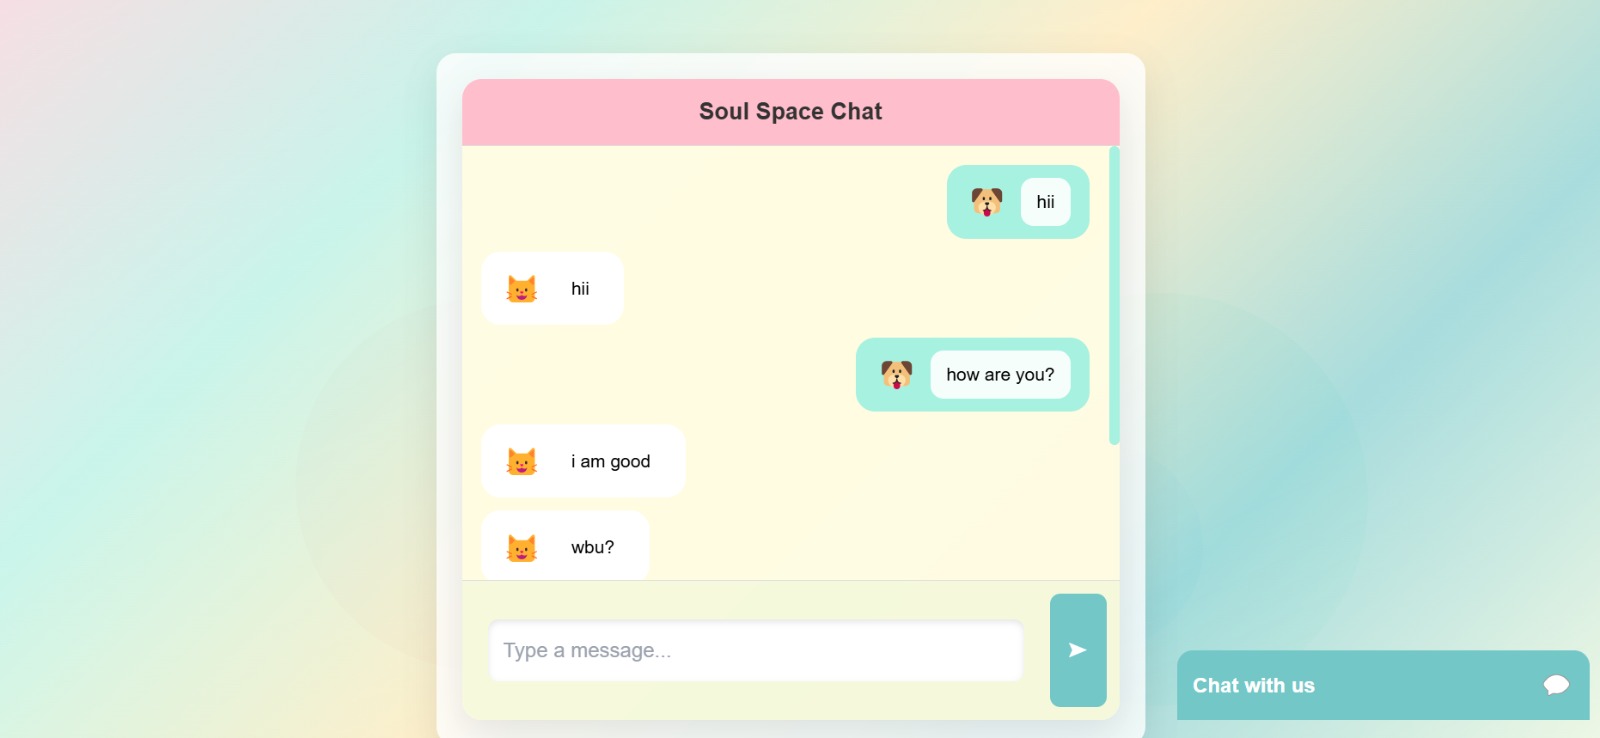 Soul Space Chat
hii
hii
how are you?
i am good
wbu?
Type a message...
Chat with us